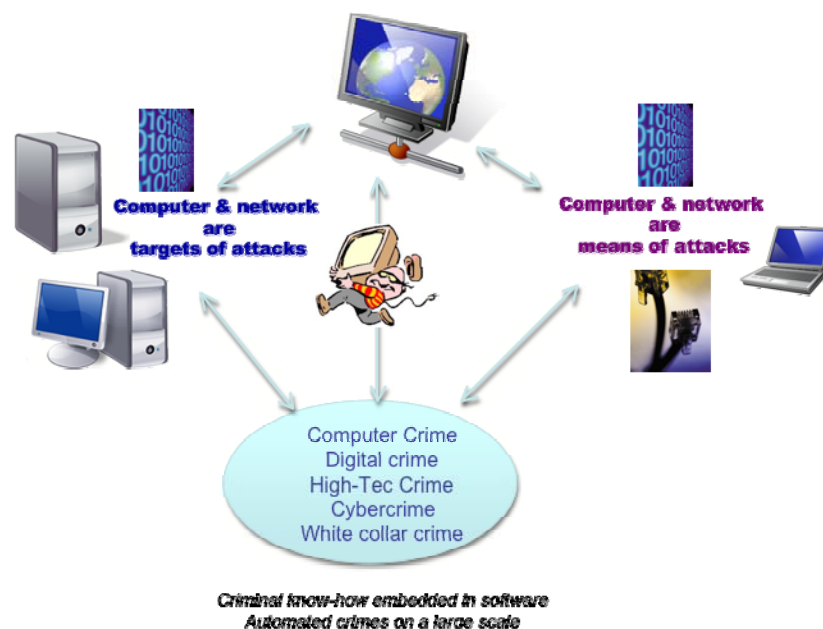 Computer & network
are
targets of attacks
Computer & network
are
means of attacks
Computer Crime
Digital crime
High-Tec Crime
Cybercrime
White collar crime
Criminal know-how embedded in software
Automated crimes on a large scale